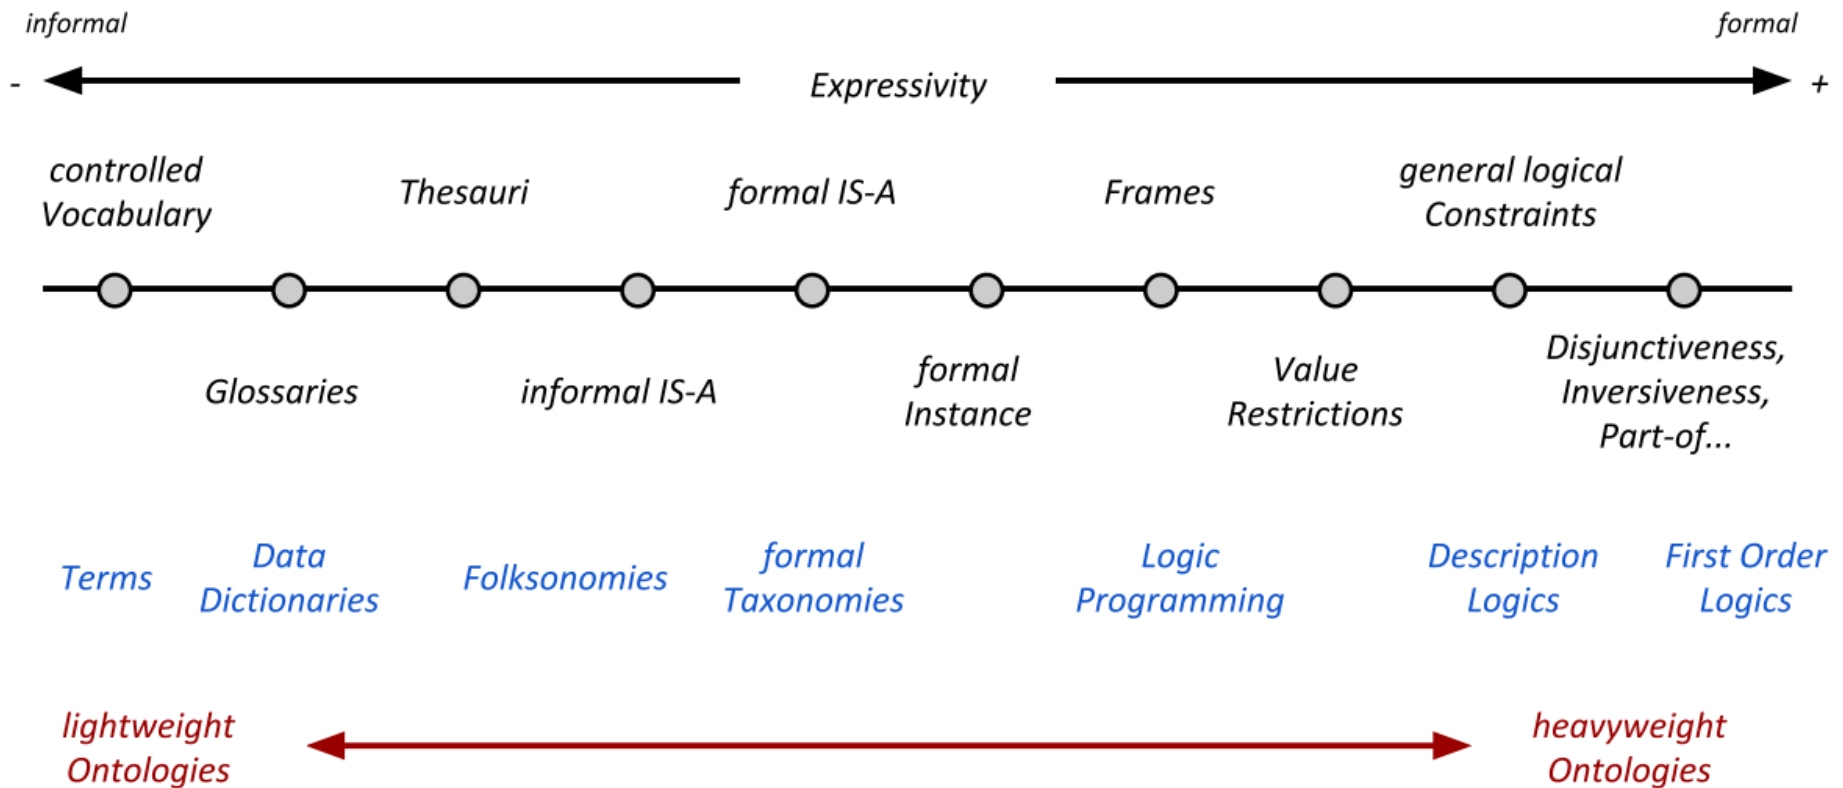 informal
formal
-
Expressivity
+
controlled
Vocabulary
Thesauri
formal IS-A
Frames
general logical
Constraints
Glossaries
informal IS-A
formal
Instance
Value
Restrictions
Disjunctiveness,
Inversiveness,
Part-of...
Terms
Data
Dictionaries
Folksonomies
formal
Taxonomies
Logic
Programming
Description
Logics
First Order
Logics
lightweight
Ontologies
heavyweight
Ontologies